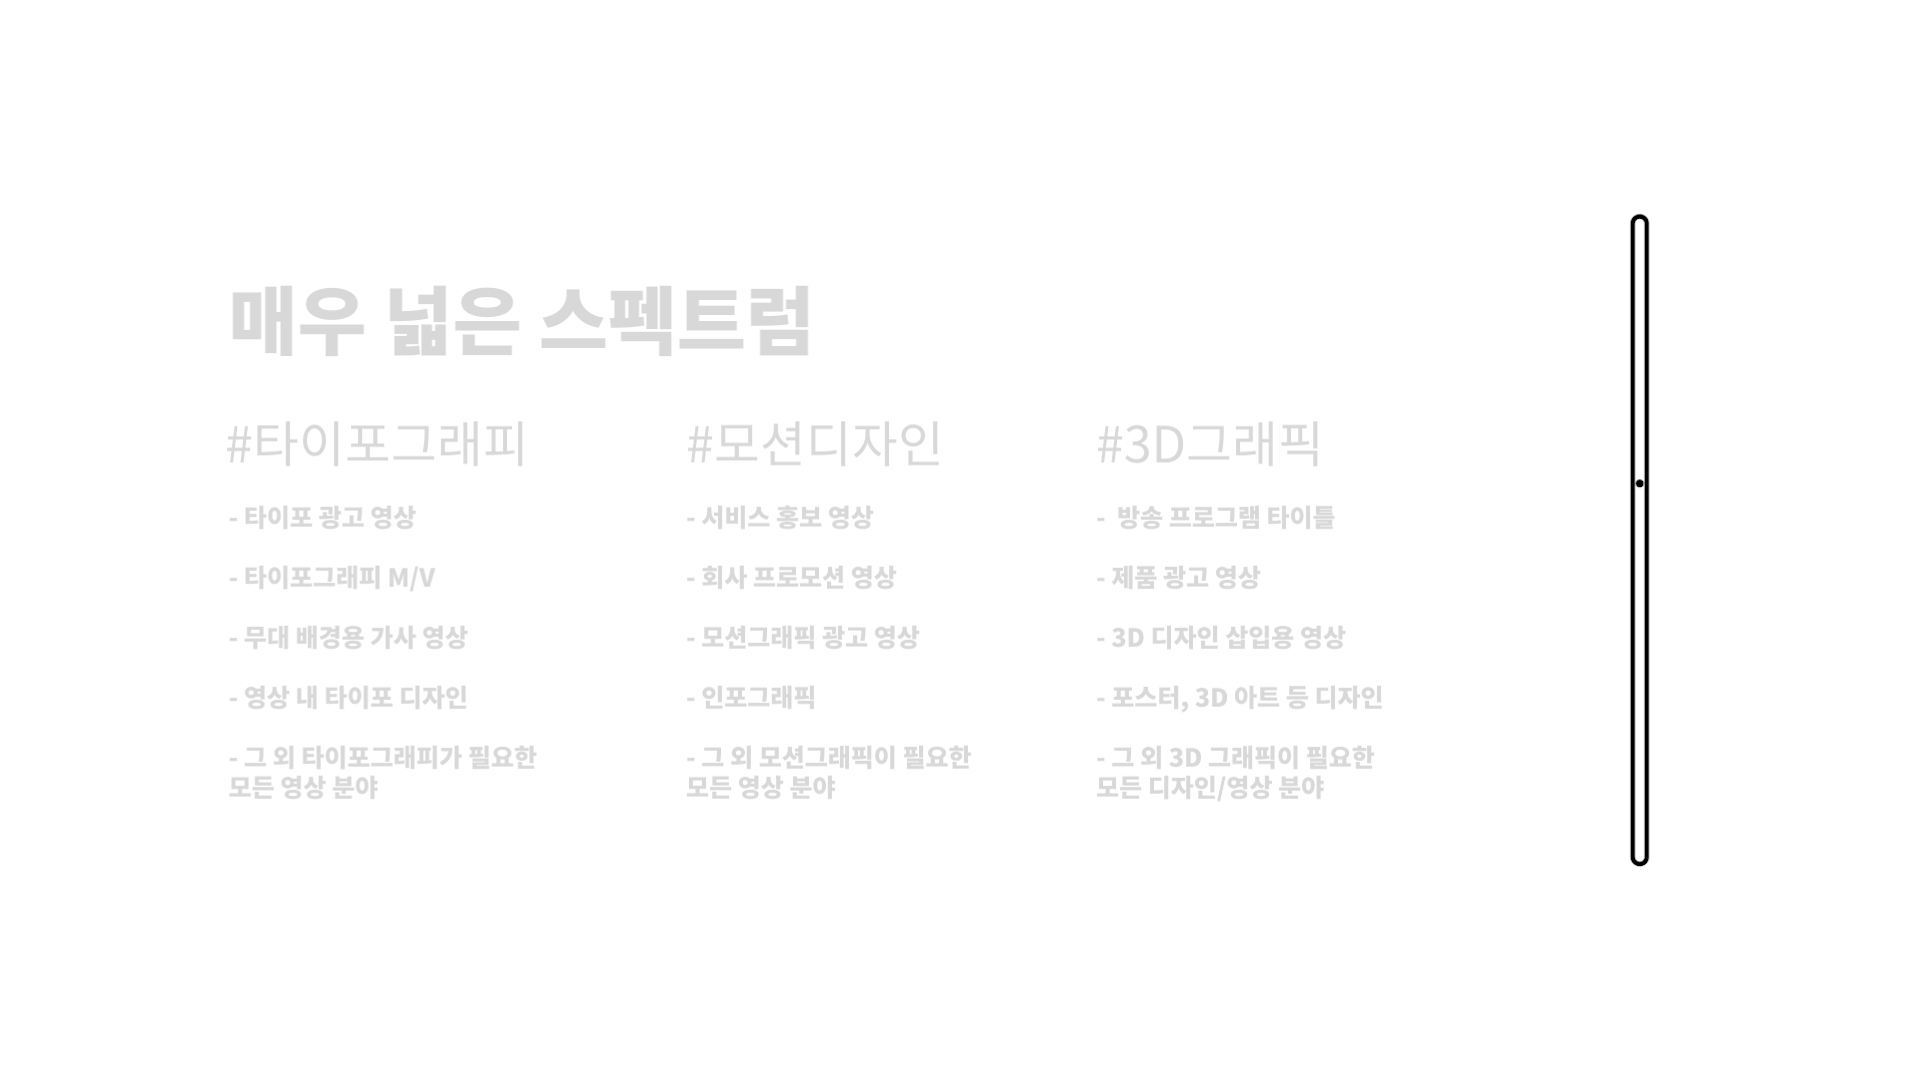 매우 넓은 스펙트럼
#타이포그래피
- 타이포 광고 영상
- 타이포그래피 M/V
- 무대 배경용 가사 영상
- 영상 내 타이포 디자인
- 그 외 타이포그래피가 필요한
모든 영상 분야
#모션디자인
- 서비스 홍보 영상
- 회사 프로모션 영상
- 모션그래픽 광고 영상
- 인포그래픽
- 그 외 모션그래픽이 필요한
모든 영상 분야
#3D그래픽
- 방송 프로그램 타이틀
- 제품 광고 영상
- 3D 디자인 삽입용 영상
- 포스터, 3D 아트 등 디자인
- 그 외 3D 그래픽이 필요한
모든 디자인/영상 분야